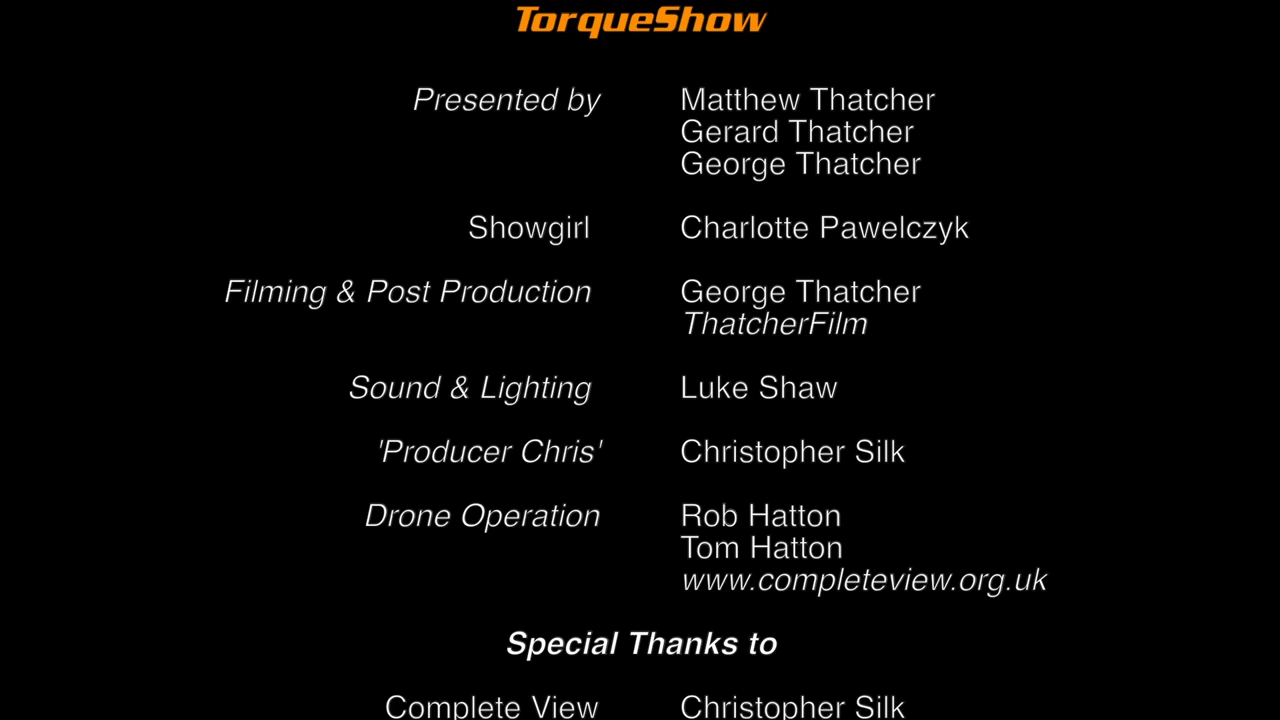 TorqueShow
Presented by Matthew Thatcher
Gerard Thatcher
George Thatcher
Showgirl Charlotte Pawelczyk
Filming & Post Production George Thatcher
ThatcherFilm
Sound & Lighting Luke Shaw
'Producer Chris' Christopher Silk
Drone Operation Rob Hatton
Tom Hatton
www.completeview.org.uk
Special Thanks to
Complete View Christopher Silk